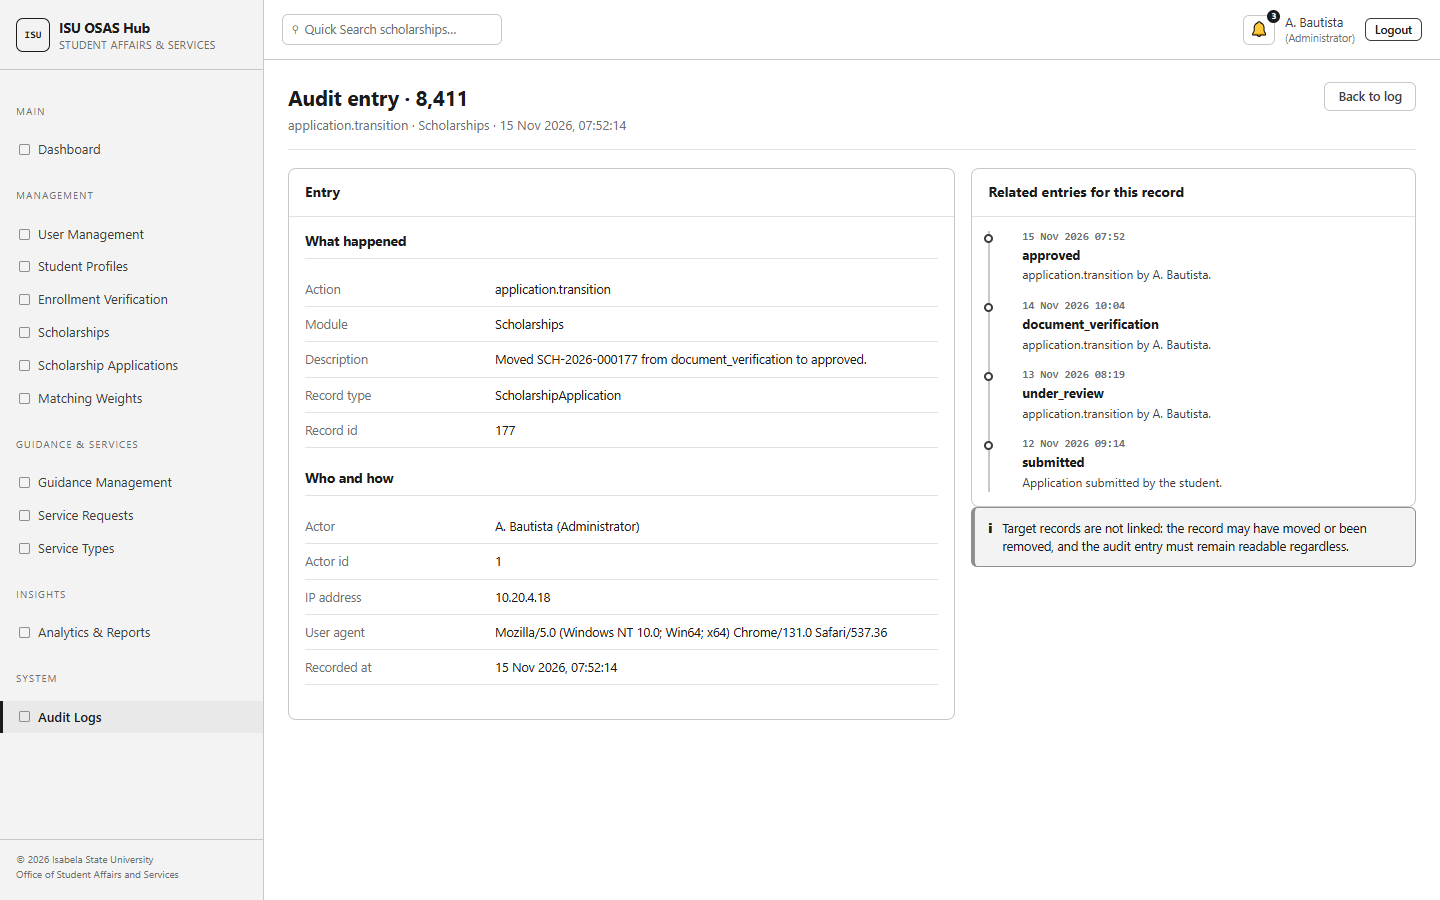 ISU
ISU OSAS Hub
STUDENT AFFAIRS & SERVICES
Quick Search scholarships...
3
A. Bautista
(Administrator)
Logout
MAIN
Dashboard
MANAGEMENT
User Management
Student Profiles
Enrollment Verification
Scholarships
Scholarship Applications
Matching Weights
GUIDANCE & SERVICES
Guidance Management
Service Requests
Service Types
INSIGHTS
Analytics & Reports
SYSTEM
Audit Logs
© 2026 Isabela State University
Office of Student Affairs and Services
Audit entry · 8,411
application.transition · Scholarships · 15 Nov 2026, 07:52:14
Back to log
Entry
What happened
Action application.transition
Module Scholarships
Description Moved SCH-2026-000177 from document_verification to approved.
Record type ScholarshipApplication
Record id 177
Who and how
Actor A. Bautista (Administrator)
Actor id 1
IP address 10.20.4.18
User agent Mozilla/5.0 (Windows NT 10.0; Win64; x64) Chrome/131.0 Safari/537.36
Recorded at 15 Nov 2026, 07:52:14
Related entries for this record
15 Nov 2026 07:52
approved
application.transition by A. Bautista.
14 Nov 2026 10:04
document_verification
application.transition by A. Bautista.
13 Nov 2026 08:19
under_review
application.transition by A. Bautista.
12 Nov 2026 09:14
submitted
Application submitted by the student.
i Target records are not linked: the record may have moved or been
removed, and the audit entry must remain readable regardless.